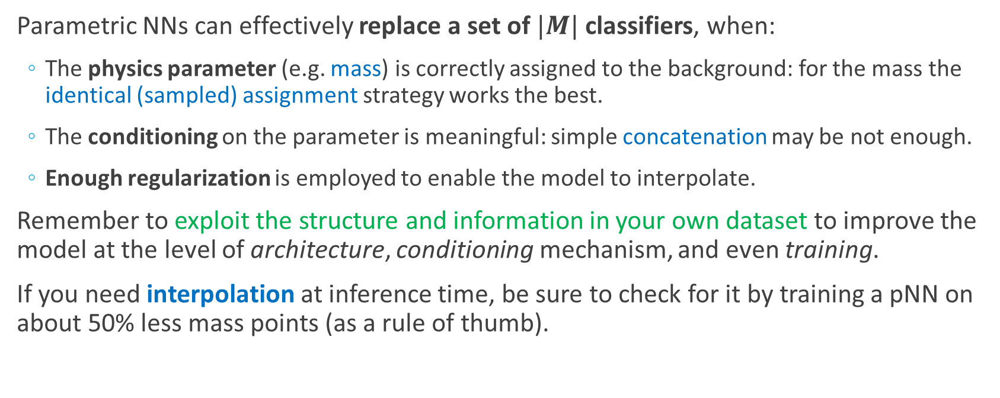 Parametric NNs can effectively replace a set of |M| classifiers, when:
◦ The physics parameter (e.g. mass) is correctly assigned to the background: for the mass the
identical (sampled) assignment strategy works the best.
◦ The conditioning on the parameter is meaningful: simple concatenation may be not enough.
◦ Enough regularization is employed to enable the model to interpolate.
Remember to exploit the structure and information in your own dataset to improve the
model at the level of architecture, conditioning mechanism, and even training.
If you need interpolation at inference time, be sure to check for it by training a pNN on
about 50% less mass points (as a rule of thumb).